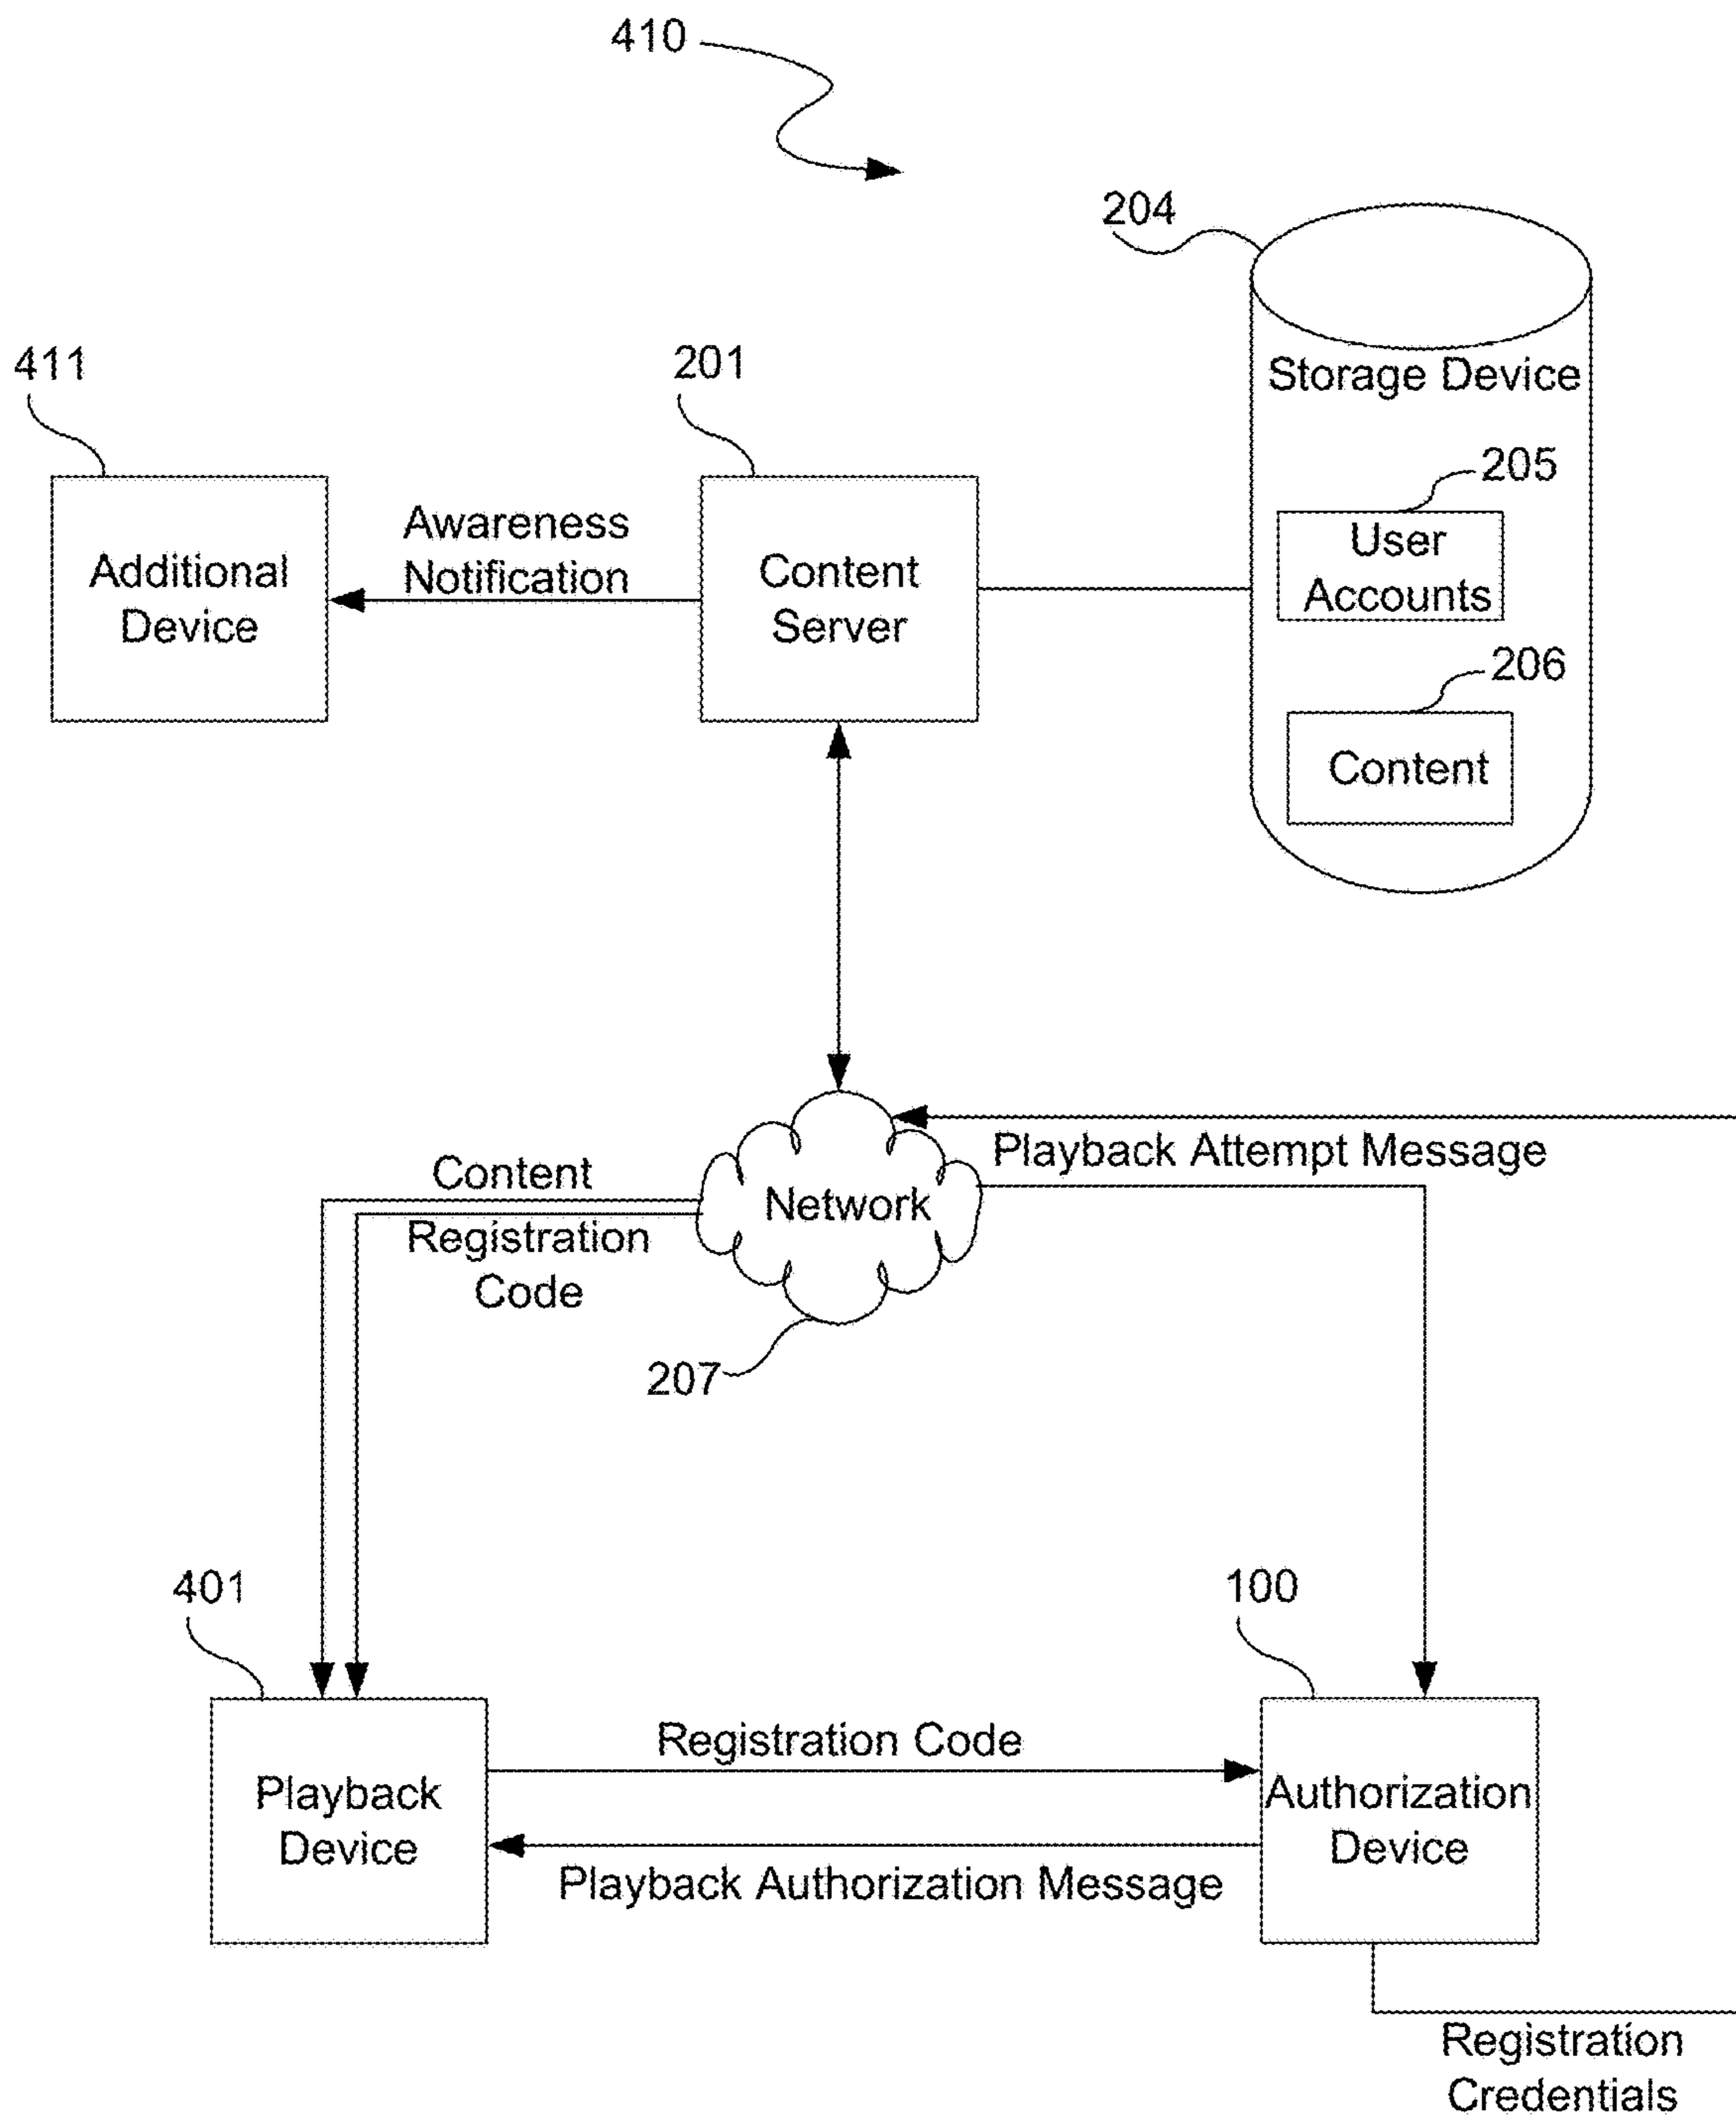 410
204
Storage Device
411
201
205
User
Accounts
Additional
Device
Awareness
Notification
Content
Server
206
Content
Playback Attempt Message
Content
Network
Registration
Code
207
401
100
Registration Code
Playback
Device
Authorization
Device
Playback Authorization Message
Registration
Credentials